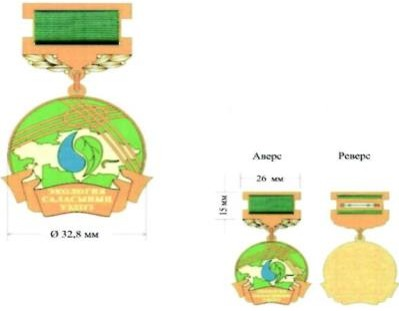 ЭКОЛОГИЯ
САЛАСЫНЫҢ
ҮЗДІГІ
Ø 32,8 мм
Аверс
Реверс
26 мм
15 мм